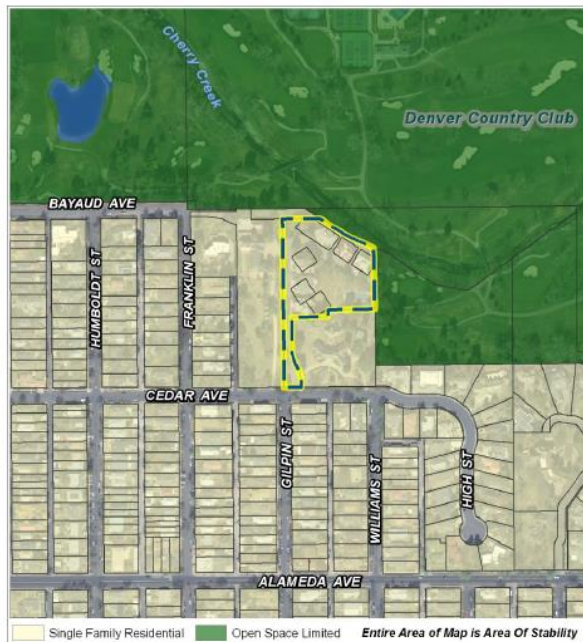 Cherry Creek
Denver Country Club
BAYAUD AVE
HUMBOLDT ST
FRANKLIN ST
CEDAR AVE
GILPIN ST
WILLIAMS ST
HIGH ST
ALAMEDA AVE
Single Family Residential Open Space Limited Entire Area of Map is Area Of Stability